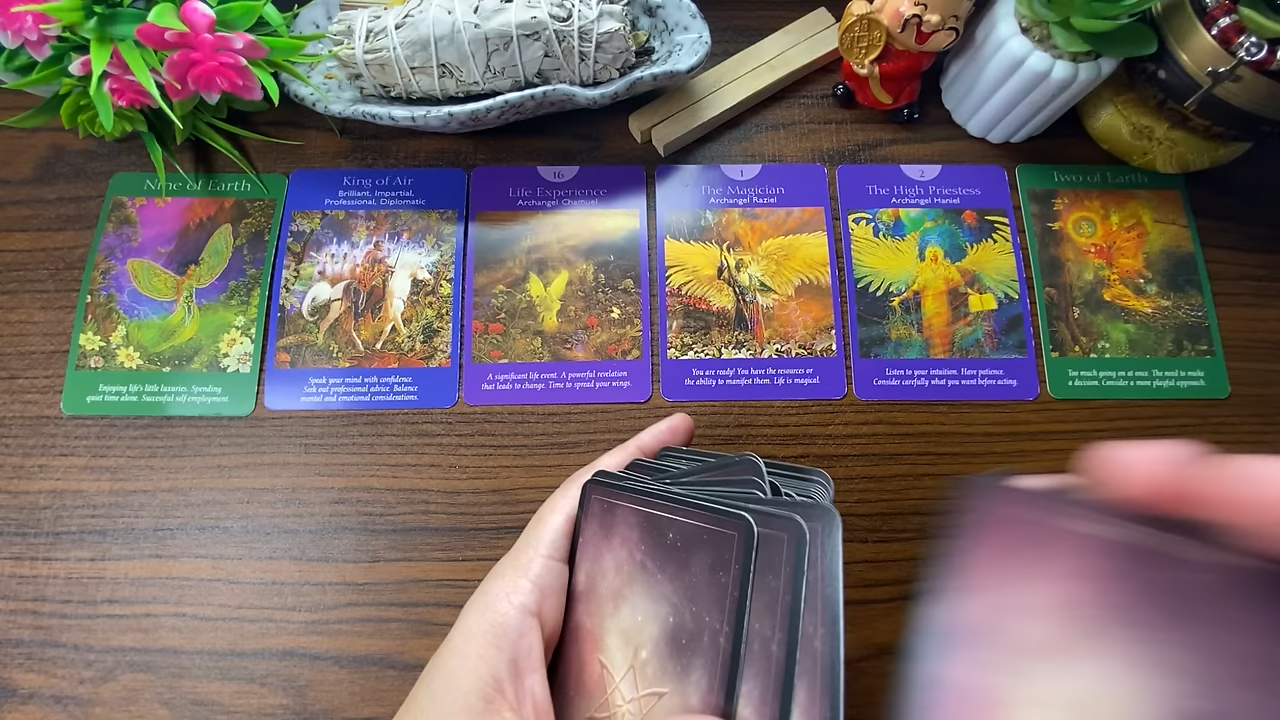 Nine of Earth
Enjoying life's little luxuries. Spending
quiet time alone. Successful self employment.
King of Air
Brilliant, Impartial,
Professional, Diplomatic
Speak your mind with confidence.
Seek out professional advice. Balance
mental and emotional considerations.
16
Life Experience
Archangel Chamuel
A significant life event. A powerful revelation
that leads to change. Time to spread your wings.
1
The Magician
Archangel Raziel
You are ready! You have the resources or
the ability to manifest them. Life is magical.
2
The High Priestess
Archangel Haniel
Listen to your intuition. Have patience.
Consider carefully what you want before acting.
Two of Earth
Too much going on at once. The need to make
a decision. Consider a more playful approach.